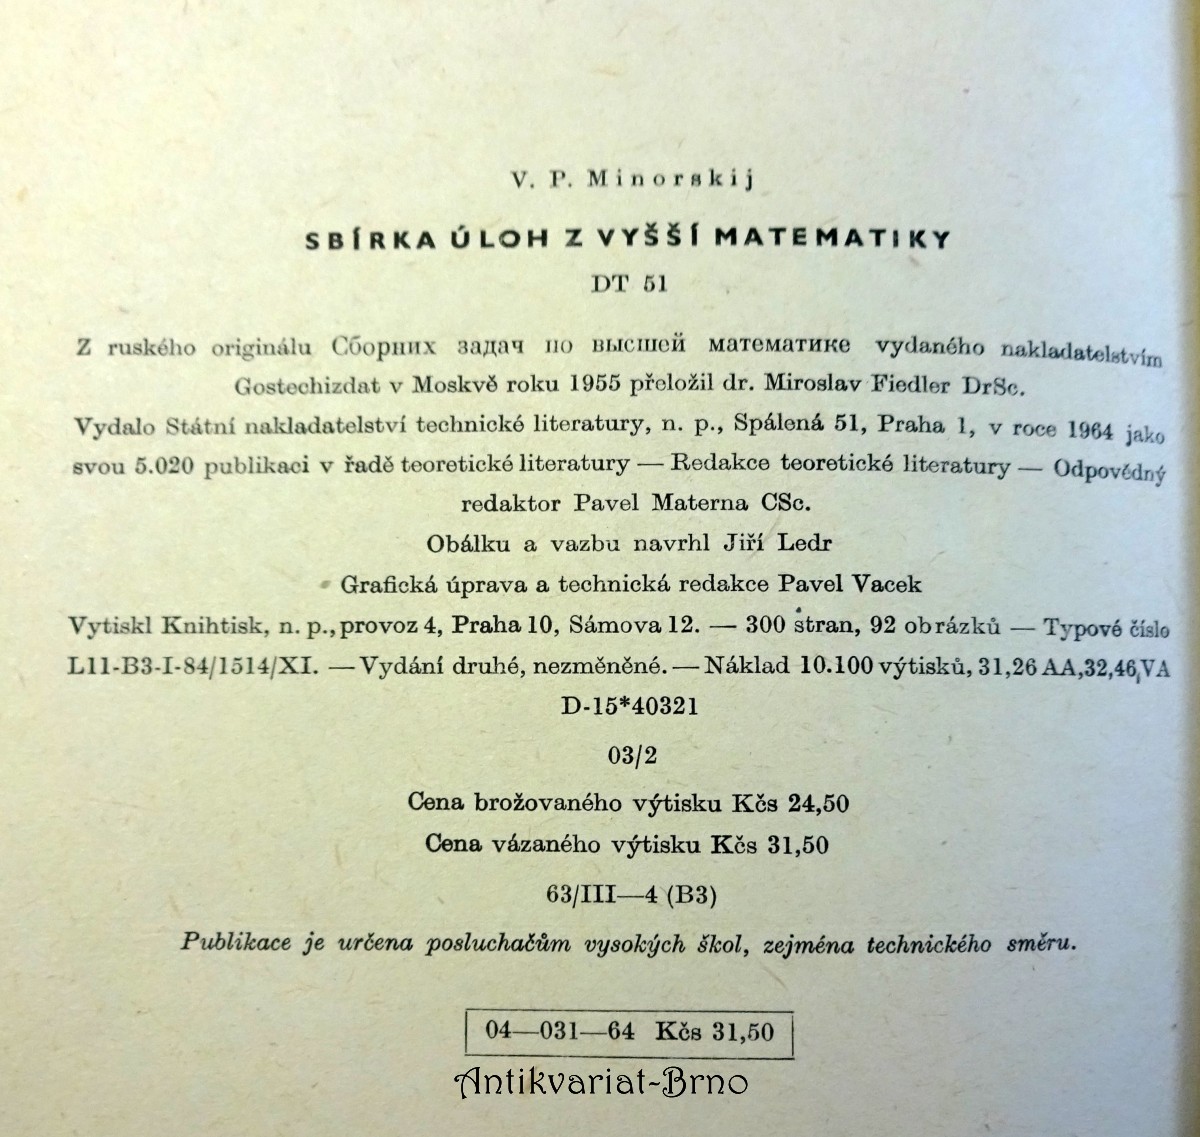 V. P. Minorskij
SBÍRKA ÚLOH Z VYŠŠÍ MATEMATIKY
DT 51
Z ruského originálu Сборних задач по высшей математике vydaného nakladatelstvím
Gostechizdat v Moskvě roku 1955 přeložil dr. Miroslav Fiedler DrSc.
Vydalo Státní nakladatelství technické literatury, n. p., Spálená 51, Praha 1, v roce 1964 jako
svou 5.020 publikaci v řadě teoretické literatury — Redakce teoretické literatury — Odpovědný
redaktor Pavel Materna CSc.
Obálku a vazbu navrhl Jiří Ledr
Grafická úprava a technická redakce Pavel Vacek
Vytiskl Knihtisk, n. p., provoz 4, Praha 10, Sámova 12. — 300 stran, 92 obrázků — Typové číslo
L11-B3-I-84/1514/XI. — Vydání druhé, nezměněné. — Náklad 10.100 výtisků, 31,26 AA, 32,46 VA
D-15*40321
03/2
Cena brožovaného výtisku Kčs 24,50
Cena vázaného výtisku Kčs 31,50
63/III—4 (B3)
Publikace je určena posluchačům vysokých škol, zejména technického směru.
04—031—64 Kčs 31,50
Antikvariat-Brno